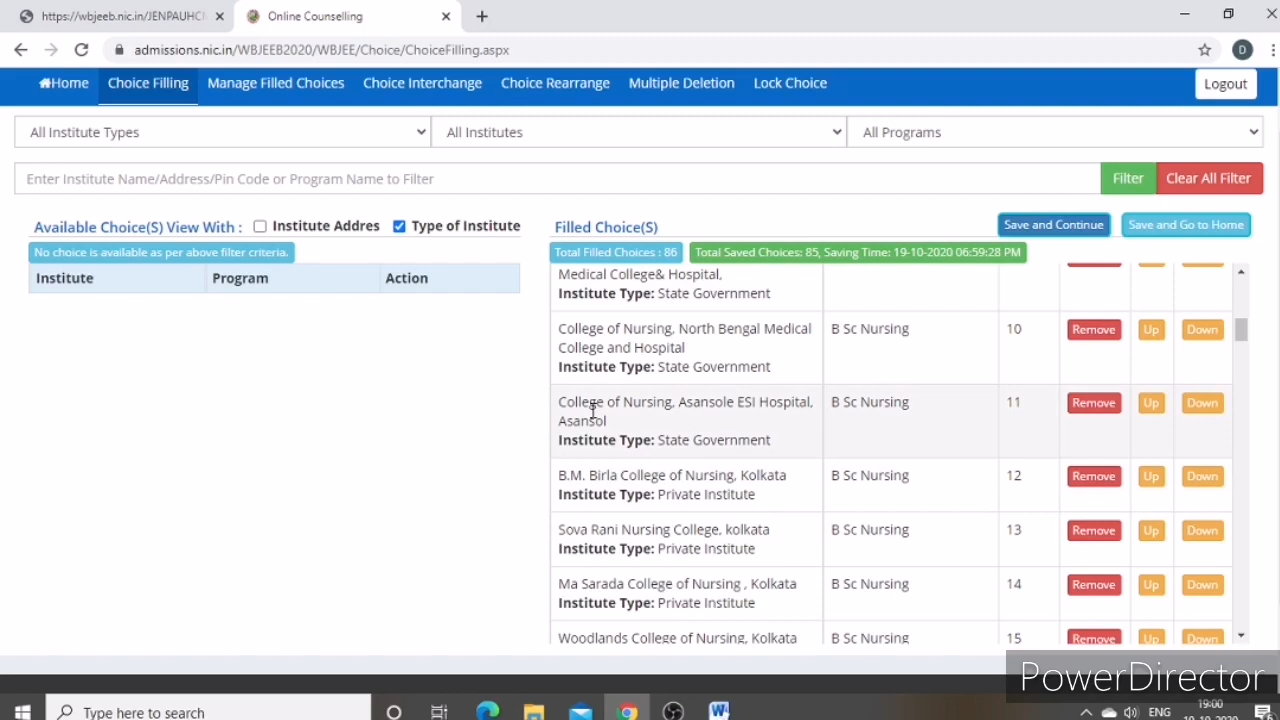 https://wbjeeb.nic.in/JENPAUHC
Online Counselling
admissions.nic.in/WBJEEB2020/WBJEE/Choice/ChoiceFilling.aspx
D
Home Choice Filling Manage Filled Choices Choice Interchange Choice Rearrange Multiple Deletion Lock Choice Logout
All Institute Types All Institutes All Programs
Enter Institute Name/Address/Pin Code or Program Name to Filter Filter Clear All Filter
Available Choice(S) View With : Institute Addres Type of Institute
No choice is available as per above filter criteria.
Institute Program Action
Filled Choice(S) Save and Continue Save and Go to Home
Total Filled Choices : 86 Total Saved Choices: 85, Saving Time: 19-10-2020 06:59:28 PM
Medical College& Hospital,
Institute Type: State Government
College of Nursing, North Bengal Medical B Sc Nursing 10 Remove Up Down
College and Hospital
Institute Type: State Government
College of Nursing, Asansole ESI Hospital, B Sc Nursing 11 Remove Up Down
Asansol
Institute Type: State Government
B.M. Birla College of Nursing, Kolkata B Sc Nursing 12 Remove Up Down
Institute Type: Private Institute
Sova Rani Nursing College, kolkata B Sc Nursing 13 Remove Up Down
Institute Type: Private Institute
Ma Sarada College of Nursing , Kolkata B Sc Nursing 14 Remove Up Down
Institute Type: Private Institute
Woodlands College of Nursing, Kolkata B Sc Nursing 15 Remove Up Down
PowerDirector
Type here to search
ENG
19:00
19-10-2020